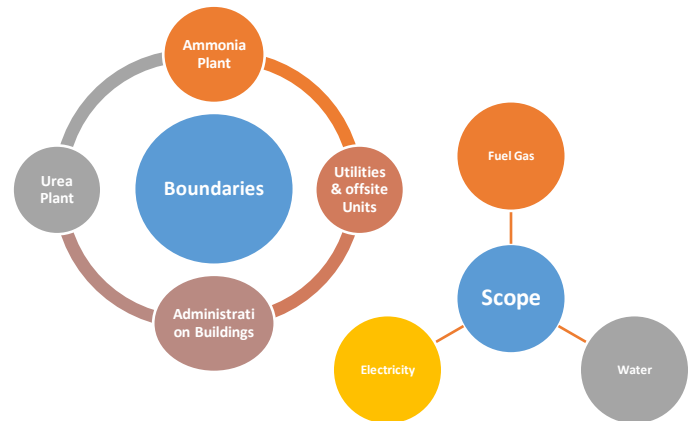 Ammonia
Plant
Urea
Plant
Boundaries
Utilities
& offsite
Units
Administrati
on Buildings
Fuel Gas
Scope
Electricity
Water